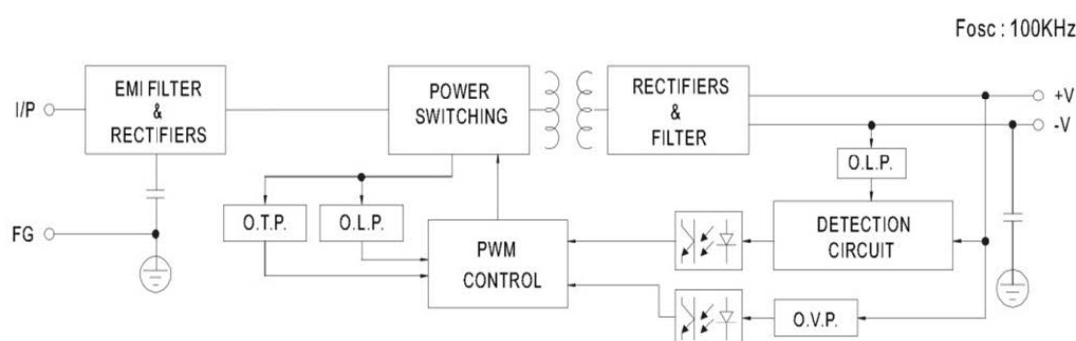 Fosc : 100KHz
I/P
EMI FILTER
&
RECTIFIERS
POWER
SWITCHING
RECTIFIERS
&
FILTER
+V
-V
O.L.P.
FG
O.T.P.
O.L.P.
PWM
CONTROL
DETECTION
CIRCUIT
O.V.P.